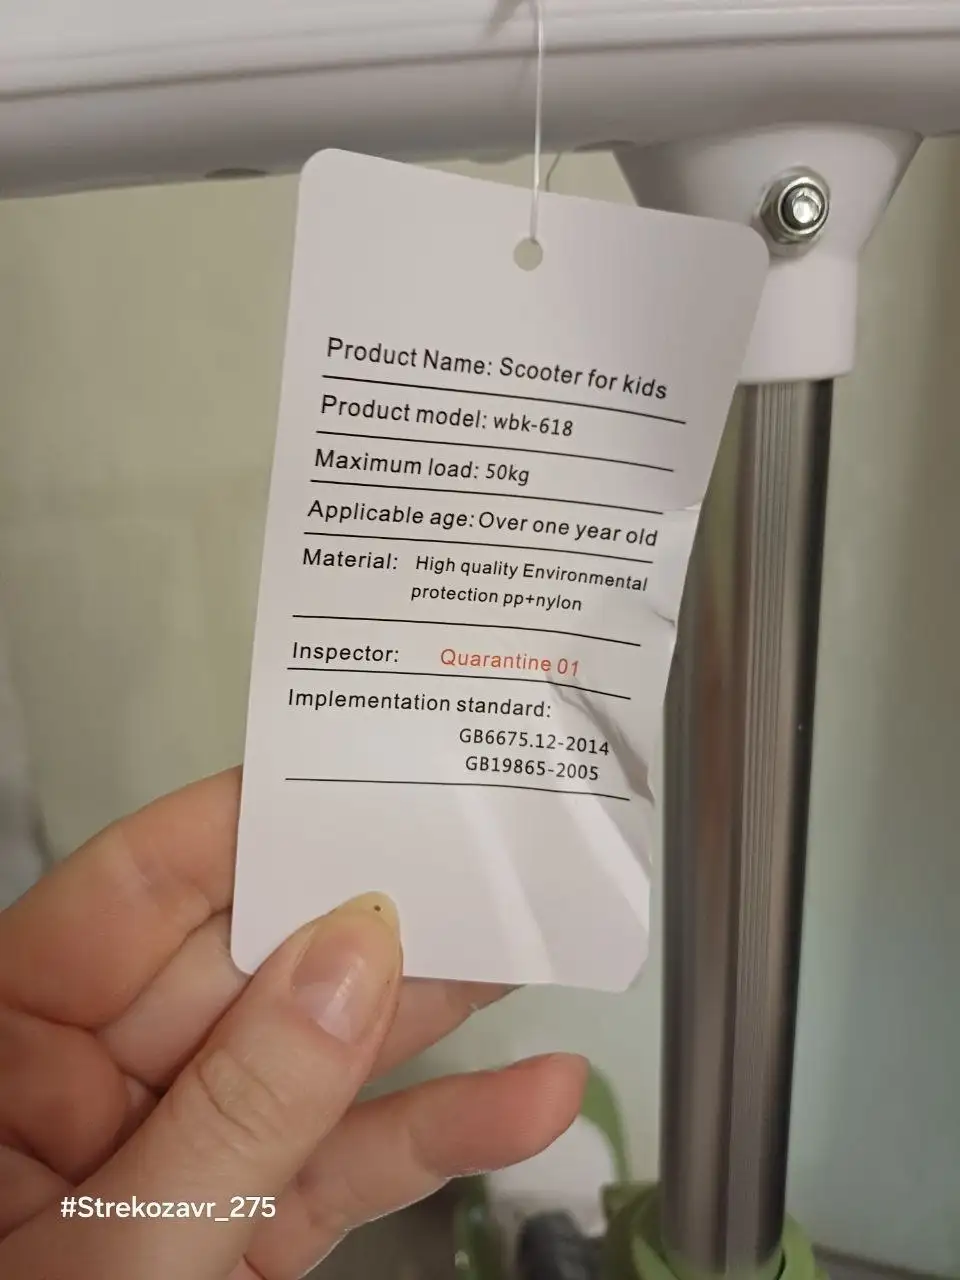 Product Name: Scooter for kids
Product model: wbk-618
Maximum load: 50kg
Applicable age: Over one year old
Material: High quality Environmental
protection pp+nylon
Inspector: Quarantine 01
Implementation standard:
GB6675.12-2014
GB19865-2005
#Strekozavr_275